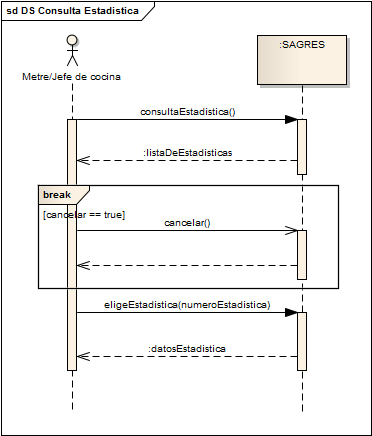 sd DS Consulta Estadistica
Metre/Jefe de cocina
:SAGRES
consultaEstadistica()
:listaDeEstadisticas
break
[cancelar == true]
cancelar()
eligeEstadistica(numeroEstadistica)
:datosEstadistica